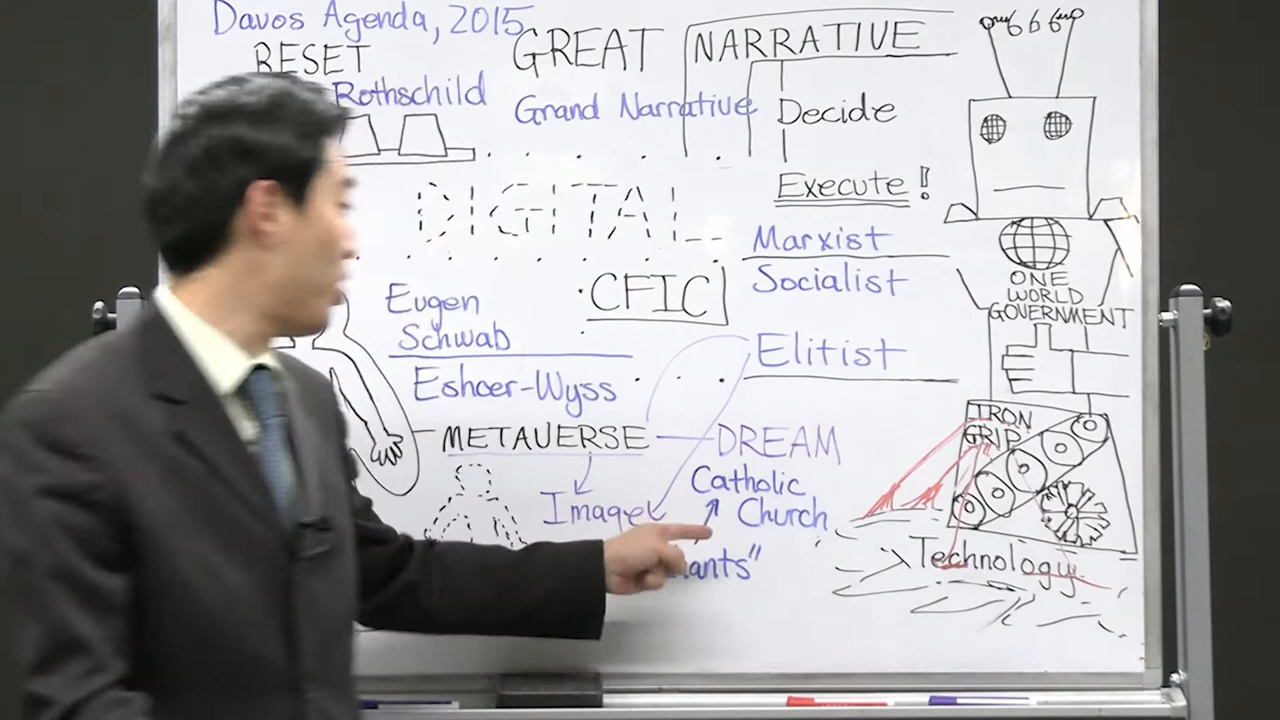 Davos Agenda, 2015
RESET
Rothschild
GREAT NARRATIVE
Grand Narrative
Decide
Execute!
DIGITAL
Marxist
Socialist
CFIC
Eugen
Schwab
Eshcer-Wyss
Elitist
METAVERSE
DREAM
Image
Catholic
Church
ants"
666
ONE
WORLD
GOVERNMENT
IRON
GRIP
Technology